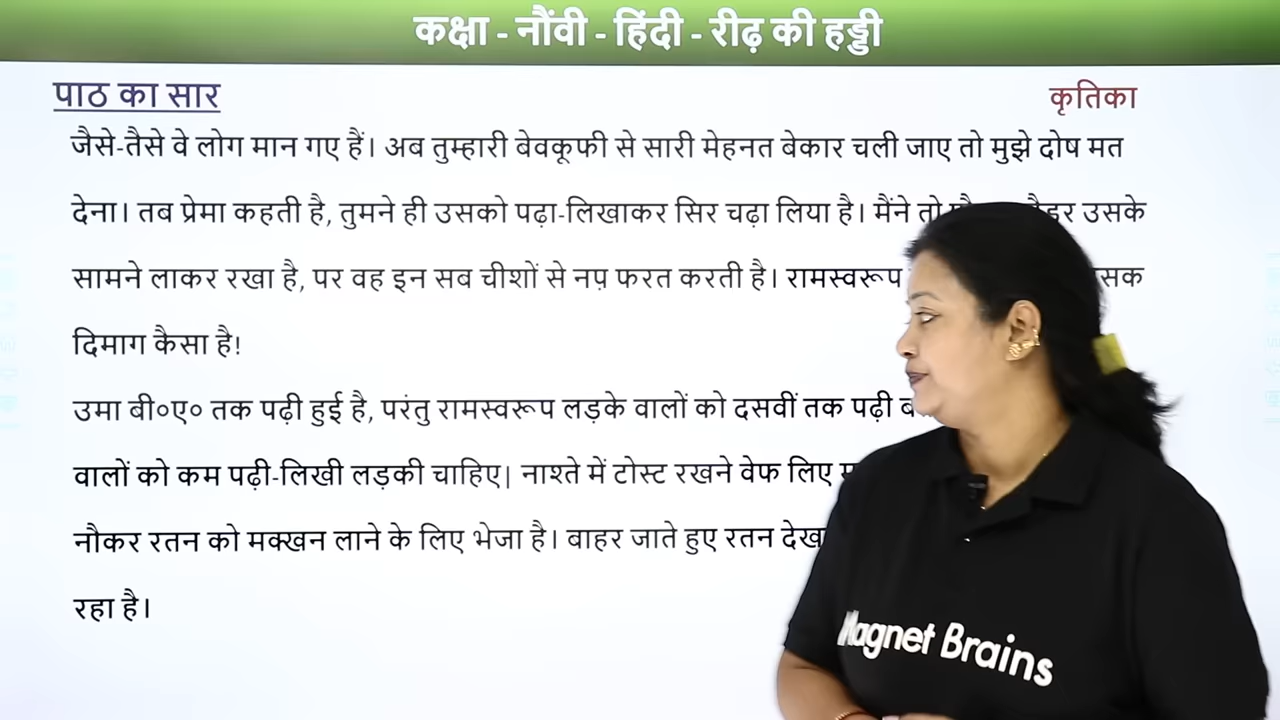 कक्षा - नौंवी - हिंदी - रीढ़ की हड्डी
पाठ का सार
कृतिका
जैसे-तैसे वे लोग मान गए हैं। अब तुम्हारी बेवकूफी से सारी मेहनत बेकार चली जाए तो मुझे दोष मत
देना। तब प्रेमा कहती है, तुमने ही उसको पढ़ा-लिखाकर सिर चढ़ा लिया है। मैंने तो उसके
सामने लाकर रखा है, पर वह इन सब चीशों से नप़ फरत करती है। रामस्वरूप
दिमाग कैसा है!
उमा बी०ए० तक पढ़ी हुई है, परंतु रामस्वरूप लड़के वालों को दसवीं तक पढ़ी
वालों को कम पढ़ी-लिखी लड़की चाहिए| नाश्ते में टोस्ट रखने वेफ लिए
नौकर रतन को मक्खन लाने के लिए भेजा है। वाहर जाते हुए रतन
रहा है।
Magnet Brains